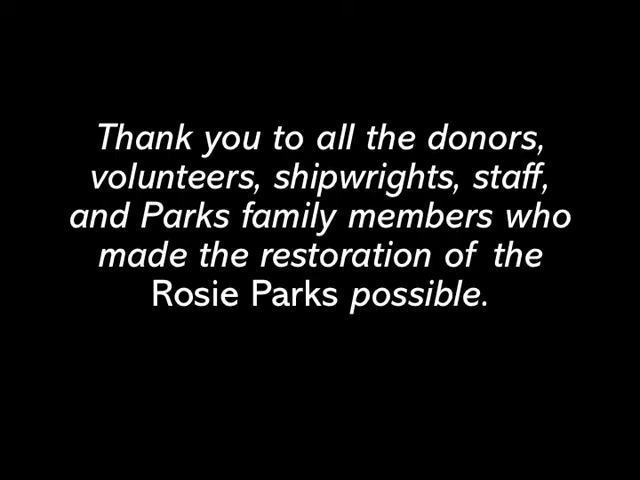 Thank you to all the donors,
volunteers, shipwrights, staff,
and Parks family members who
made the restoration of the
Rosie Parks possible.